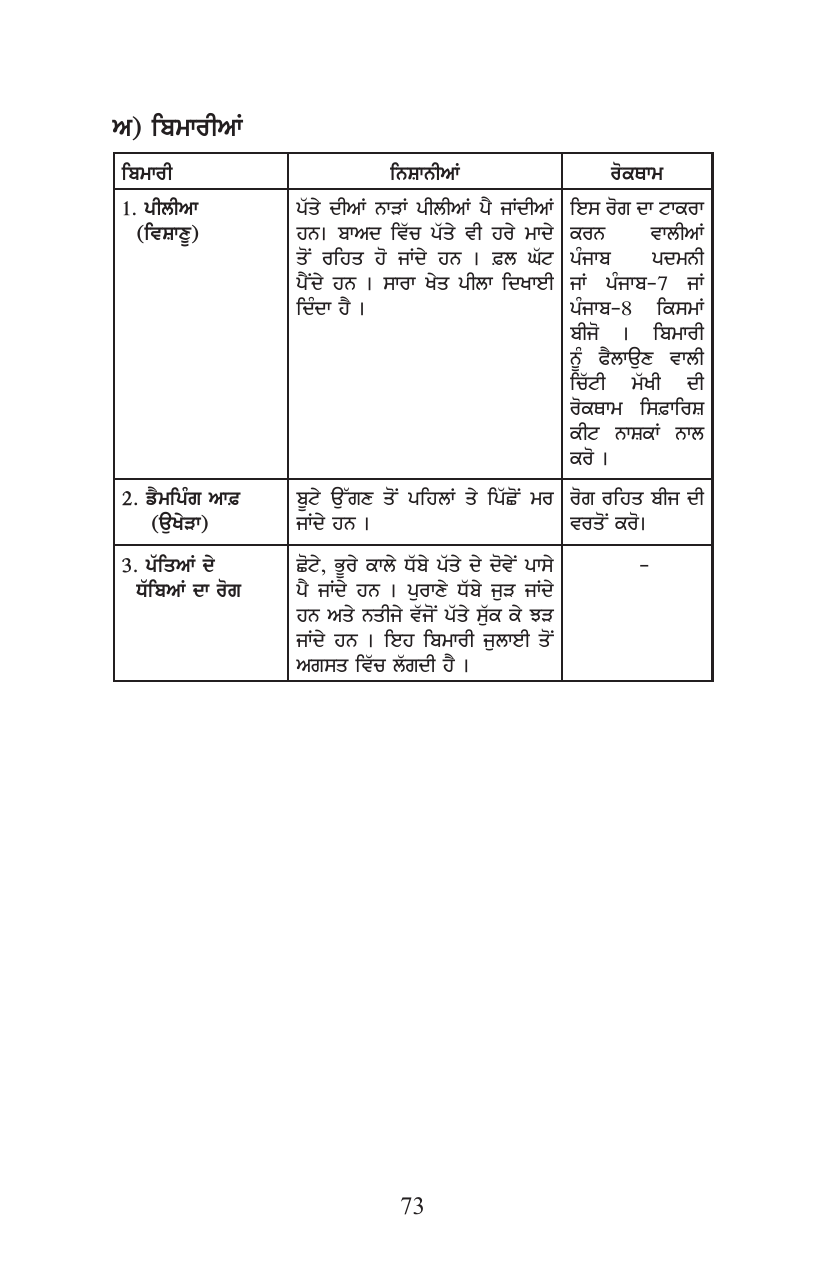 ਅ) ਬਿਮਾਰੀਆਂ
ਬਿਮਾਰੀ
ਨਿਸ਼ਾਨੀਆਂ
ਰੋਕਥਾਮ
1. ਪੀਲੀਆ
(ਵਿਸ਼ਾਣੂ)
ਪੱਤੇ ਦੀਆਂ ਨਾੜਾਂ ਪੀਲੀਆਂ ਪੈ ਜਾਂਦੀਆਂ
ਹਨ। ਬਾਅਦ ਵਿੱਚ ਪੱਤੇ ਵੀ ਹਰੇ ਮਾਦੇ
ਤੋਂ ਰਹਿਤ ਹੋ ਜਾਂਦੇ ਹਨ । ਫ਼ਲ ਘੱਟ
ਪੈਂਦੇ ਹਨ । ਸਾਰਾ ਖੇਤ ਪੀਲਾ ਦਿਖਾਈ
ਦਿੰਦਾ ਹੈ ।
ਇਸ ਰੋਗ ਦਾ ਟਾਕਰਾ
ਕਰਨ ਵਾਲੀਆਂ
ਪੰਜਾਬ ਪਦਮਨੀ
ਜਾਂ ਪੰਜਾਬ-7 ਜਾਂ
ਪੰਜਾਬ-8 ਕਿਸਮਾਂ
ਬੀਜੋ । ਬਿਮਾਰੀ
ਨੂੰ ਫੈਲਾਉਣ ਵਾਲੀ
ਚਿੱਟੀ ਮੱਖੀ ਦੀ
ਰੋਕਥਾਮ ਸਿਫ਼ਾਰਿਸ਼
ਕੀਟ ਨਾਸ਼ਕਾਂ ਨਾਲ
ਕਰੋ ।
2. ਡੈਮਪਿੰਗ ਆਫ਼
(ਉਖੇੜਾ)
ਬੂਟੇ ਉੱਗਣ ਤੋਂ ਪਹਿਲਾਂ ਤੇ ਪਿੱਛੋਂ ਮਰ
ਜਾਂਦੇ ਹਨ ।
ਰੋਗ ਰਹਿਤ ਬੀਜ ਦੀ
ਵਰਤੋਂ ਕਰੋ।
3. ਪੱਤਿਆਂ ਦੇ
ਧੱਬਿਆਂ ਦਾ ਰੋਗ
ਛੋਟੇ, ਭੂਰੇ ਕਾਲੇ ਧੱਬੇ ਪੱਤੇ ਦੇ ਦੋਵੇਂ ਪਾਸੇ
ਪੈ ਜਾਂਦੇ ਹਨ । ਪੁਰਾਣੇ ਧੱਬੇ ਜੁੜ ਜਾਂਦੇ
ਹਨ ਅਤੇ ਨਤੀਜੇ ਵੱਜੋਂ ਪੱਤੇ ਸੁੱਕ ਕੇ ਝੜ
ਜਾਂਦੇ ਹਨ । ਇਹ ਬਿਮਾਰੀ ਜੁਲਾਈ ਤੋਂ
ਅਗਸਤ ਵਿੱਚ ਲੱਗਦੀ ਹੈ ।
-
73